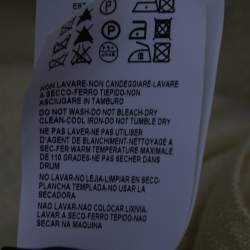 NON LAVARE-NON CANDEGGIARE-LAVARE
A SECCO-FERRO TIEPIDO-NON
ASCIUGARE IN TAMBURO
DO NOT WASH-DO NOT BLEACH-DRY
CLEAN-COOL IRON-DO NOT TUMBLE DRY
NE PAS LAVER-NE PAS UTILISER
D'AGENT DE BLANCHIMENT-NETTOYAGE A
SEC-FER WARM TEMPERATURE MAXIMALE
DE 110 GRADES-NE PAS SECHER DANS
DRUM
NO LAVAR-NO LEJIA-LIMPIAR EN SECO-
PLANCHA TEMPLADA-NO USAR LA
SECADORA
NÃO LAVAR-NÃO COLOCAR LIXIVIA-
LAVAR A SECO-FERRO TEPIDO-NÃO
SECAR NA MAQUINA